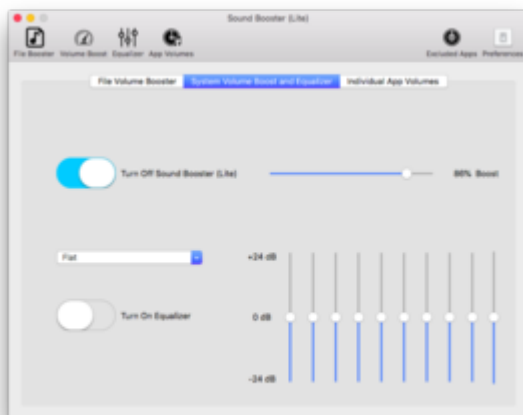 Sound Booster (Lite)
File Booster Volume Boost Equalizer App Volumes Excluded Apps Preferences
File Volume Booster System Volume Boost and Equalizer Individual App Volumes
Turn Off Sound Booster (Lite) 86% Boost
Flat +24 dB
Turn On Equalizer 0 dB
-24 dB